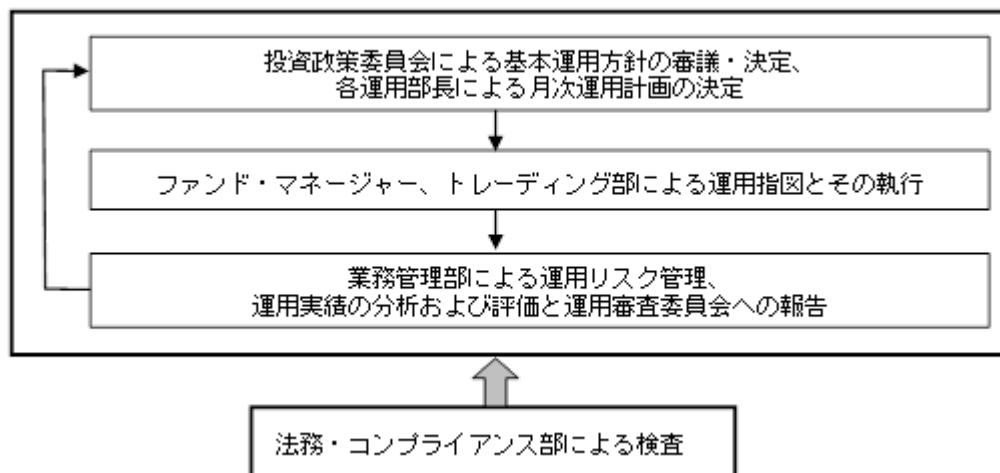 投資政策委員会による基本運用方針の審議・決定、
各運用部長による月次運用計画の決定
ファンド・マネージャー、トレーディング部による運用指図とその執行
業務管理部による運用リスク管理、
運用実績の分析および評価と運用審査委員会への報告
法務・コンプライアンス部による検査